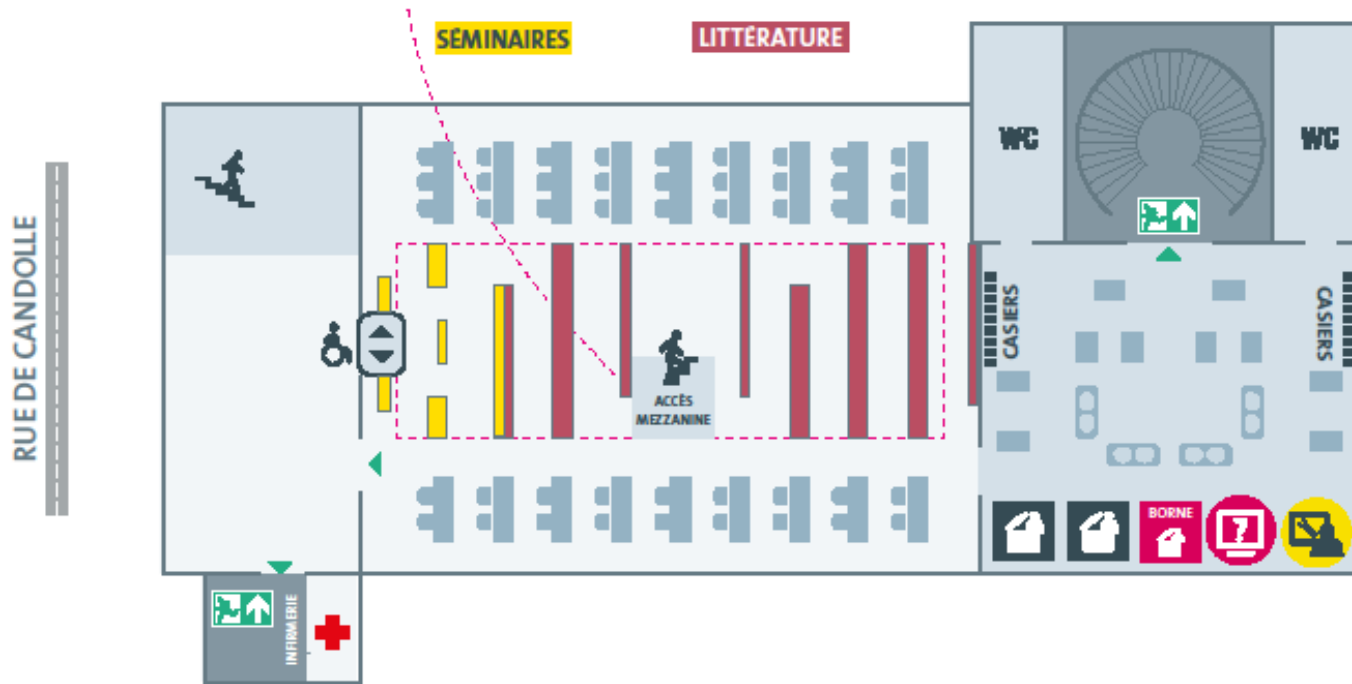 SÉMINAIRES
LITTÉRATURE
WC
WC
RUE DE CANDOLLE
CASIERS
CASIERS
ACCÈS
MEZZANINE
BORNE
?
INFIRMERIE